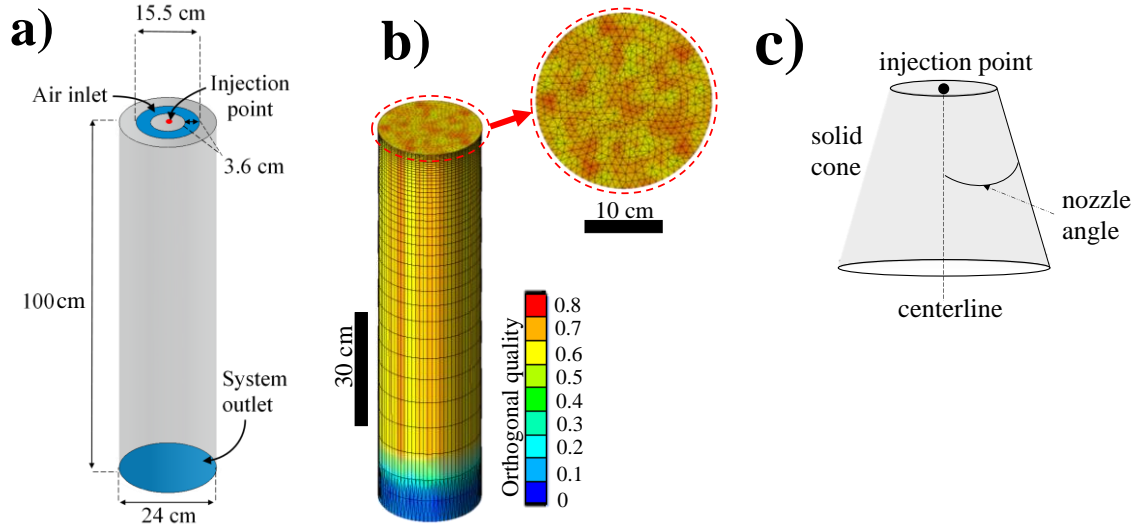 a)
15.5 cm
Air inlet
Injection
point
3.6 cm
100 cm
System
outlet
24 cm
b)
10 cm
30 cm
Orthogonal quality
0.8
0.7
0.6
0.5
0.4
0.3
0.2
0.1
0
c)
injection point
solid
cone
nozzle
angle
centerline